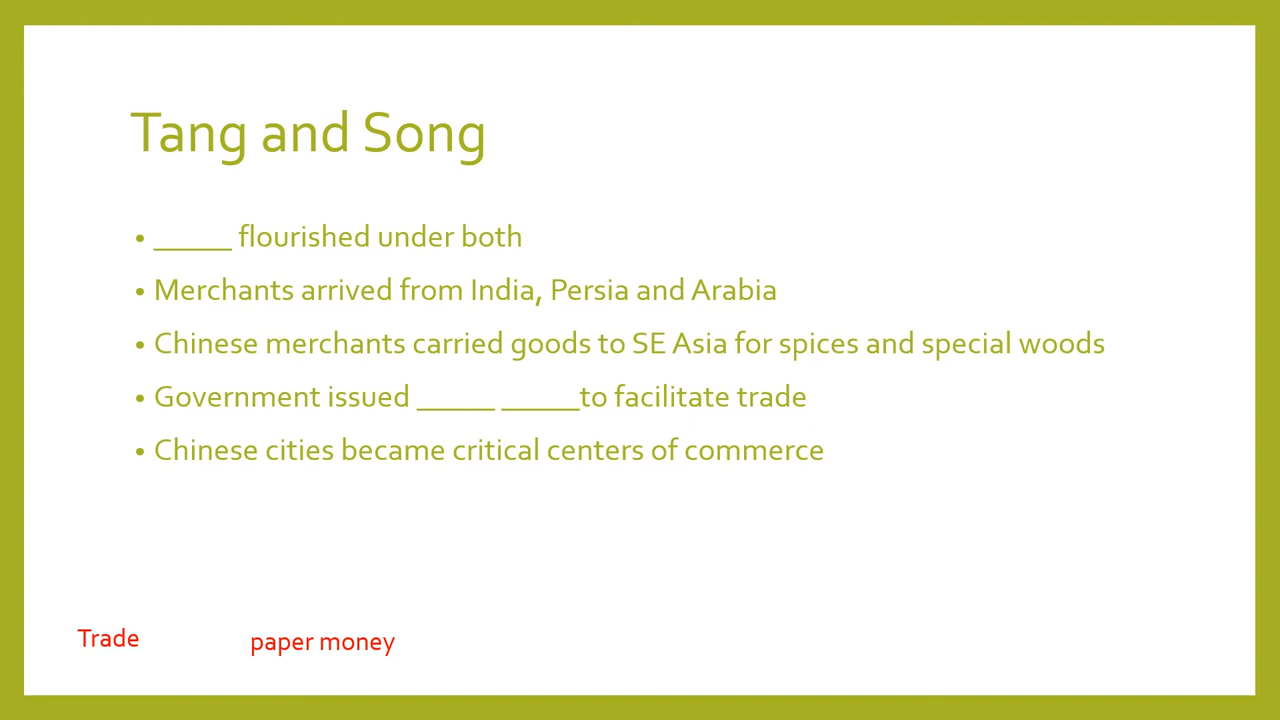 Tang and Song
• _____ flourished under both
• Merchants arrived from India, Persia and Arabia
• Chinese merchants carried goods to SE Asia for spices and special woods
• Government issued _____ _____to facilitate trade
• Chinese cities became critical centers of commerce
Trade paper money